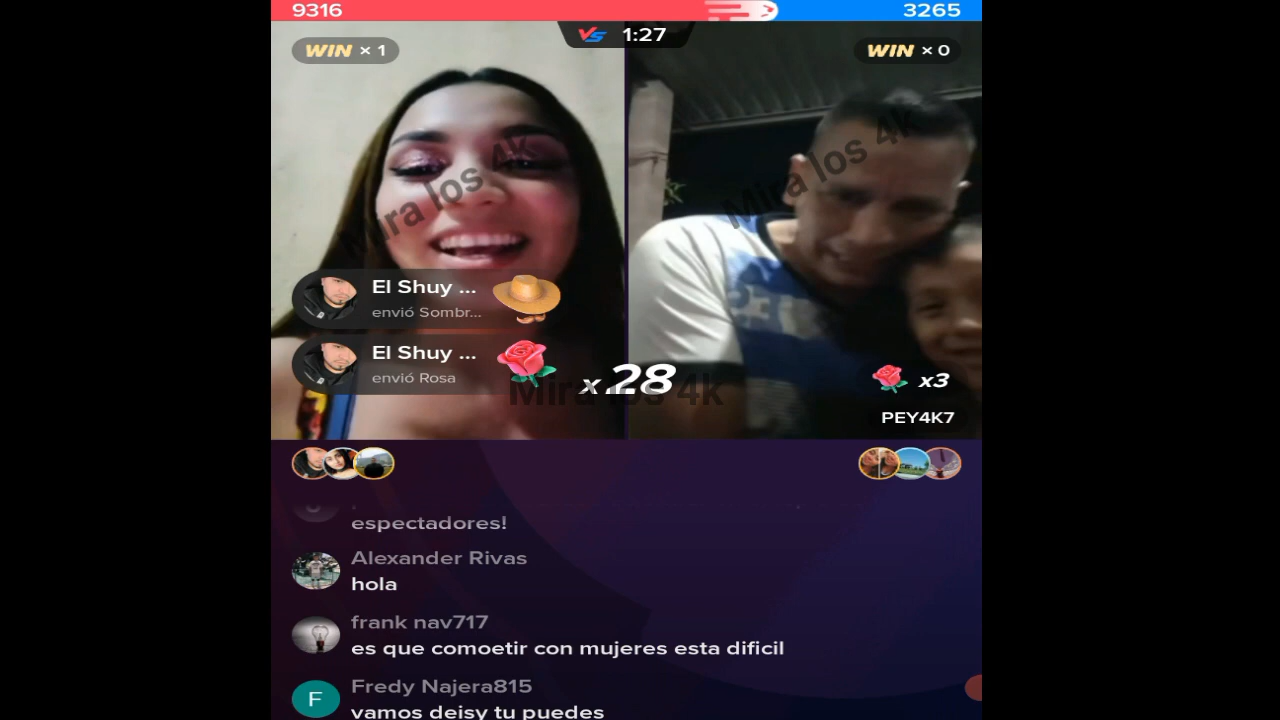 9316
3265
VS 1:27
WIN × 1
WIN × 0
Mira los 4k
Mira los 4k
El Shuy ...
envió Sombr...
El Shuy ...
envió Rosa
x 28
Mira los 4k
x3
PEY4K7
espectadores!
Alexander Rivas
hola
frank nav717
es que comoetir con mujeres esta dificil
F
Fredy Najera815
vamos deisy tu puedes